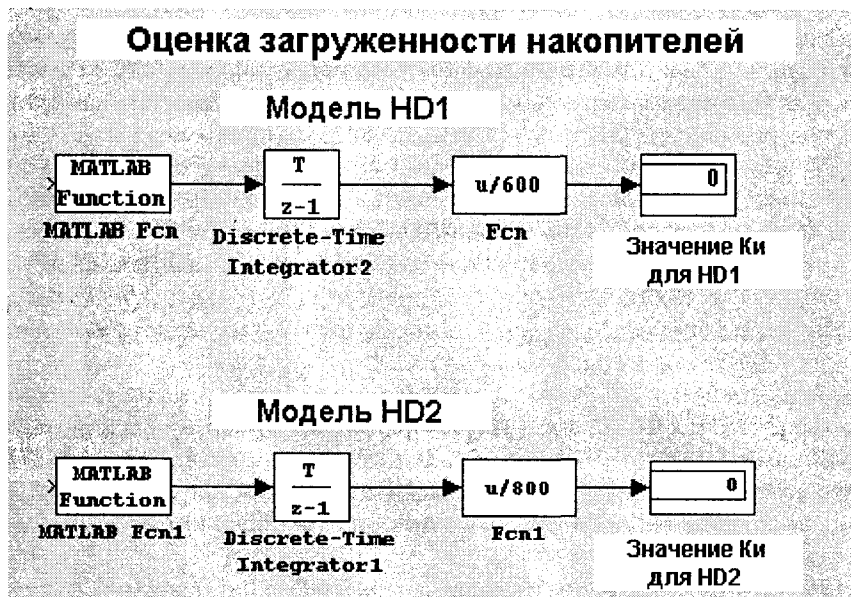 Оценка загруженности накопителей
Модель HD1
MATLAB
Function
MATLAB Fcn
T
z-1
Discrete-Time
Integrator2
u/600
Fcn
0
Значение Ки
для HD1
Модель HD2
MATLAB
Function
MATLAB Fcn1
T
z-1
Discrete-Time
Integrator1
u/800
Fcn1
0
Значение Ки
для HD2